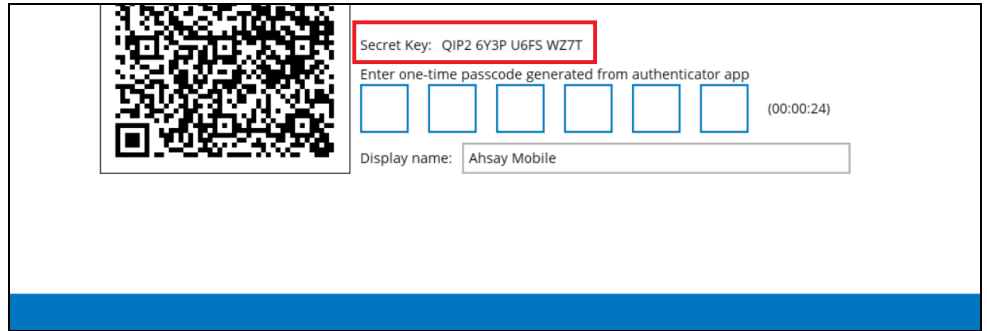 Secret Key: QIP2 6Y3P U6FS WZ7T
Enter one-time passcode generated from authenticator app
(00:00:24)
Display name: Ahsay Mobile